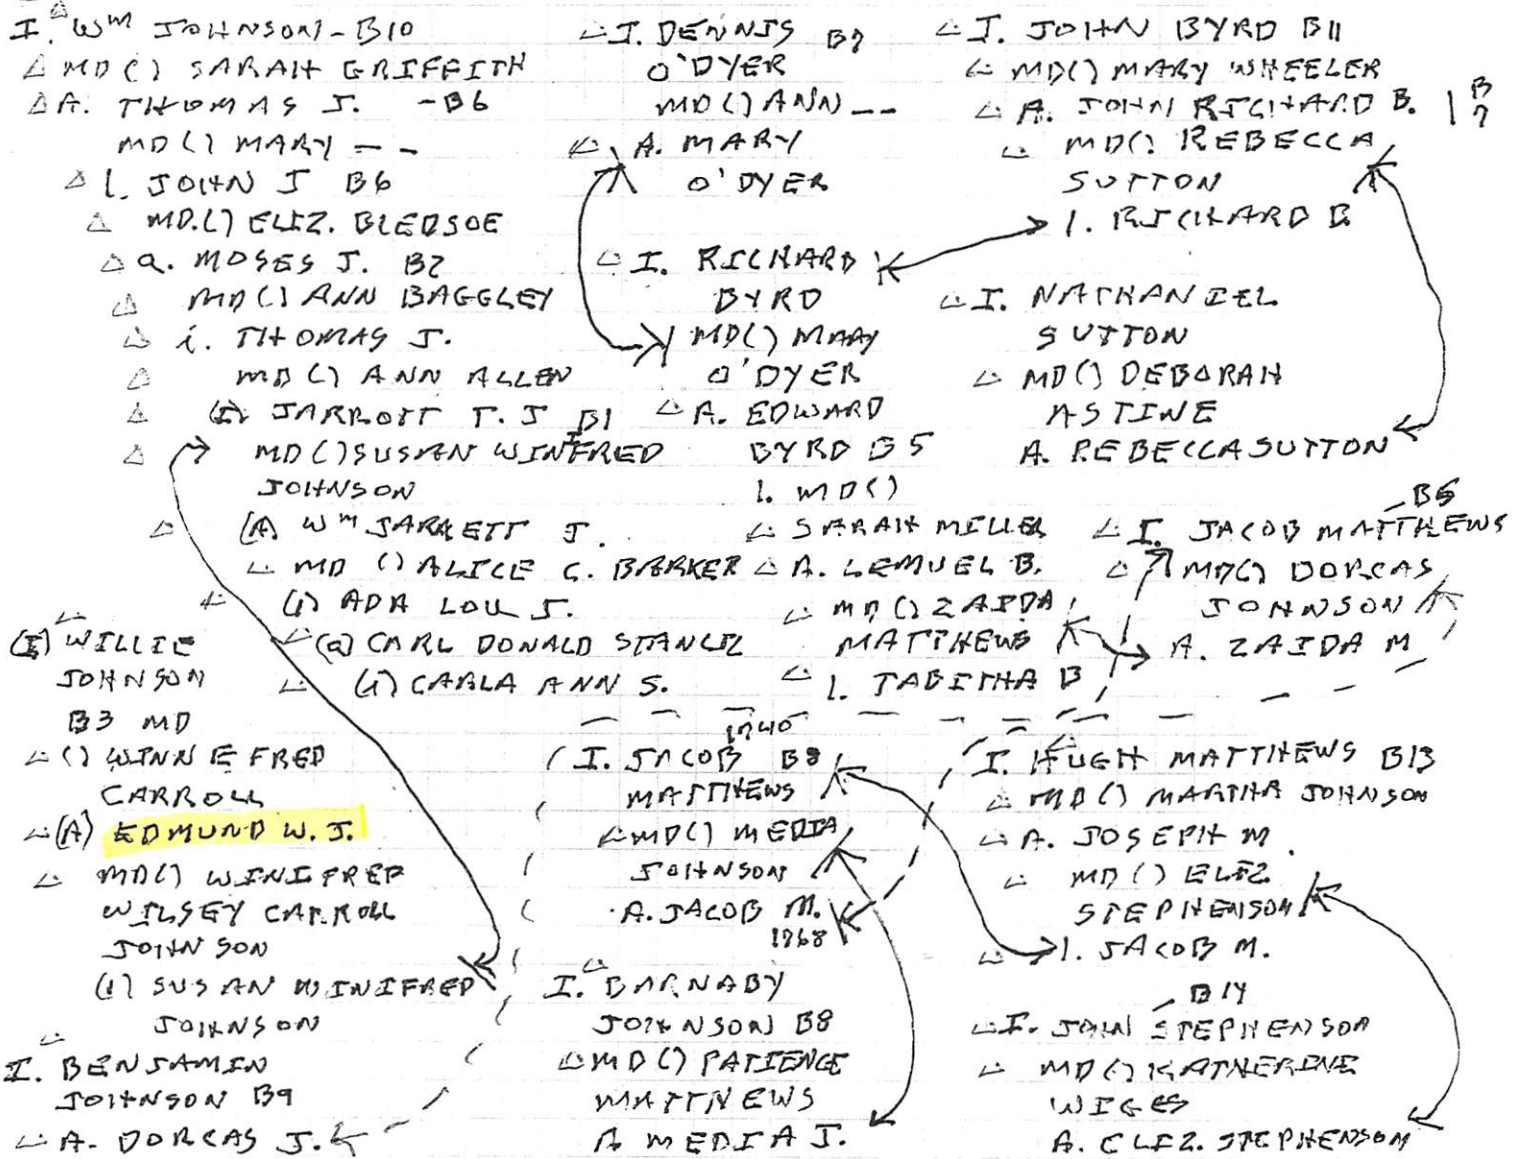 I. Wm JOHNSON - B10
MD () SARAH GRIFFITH
A. THOMAS J. - B6
MD () MARY - -
1. JOHN J B6
MD. () ELIZ. BLEDSOE
a. MOSES J. B2
MD () ANN BAGGLEY
i. THOMAS J.
MD () ANN ALLEN
(I) JARROTT T. J B1
MD () SUSAN WINIFRED
JOHNSON
(A) Wm JARRETT J.
MD () ALICE C. BARKER
(1) ADA LOU J.
(a) CARL DONALD STANCIL
(i) CARLA ANN S.
(I) WILLIE
JOHNSON
B3 MD
() WINNEFRED
CARROLL
(A) EDMUND W. J.
MD () WINIFRED
WILSEY CARROLL
JOHNSON
(1) SUSAN WINIFRED
JOHNSON
I. BENJAMIN
JOHNSON B9
A. DORCAS J.
I. DENNIS B7
O'DYER
MD () ANN - -
A. MARY
O'DYER
I. RICHARD
BYRD
MD () MARY
O'DYER
A. EDWARD
BYRD B5
1. MD ()
SARAH MILLER
A. LEMUEL B.
MD () ZAIDA
MATTHEWS
1. TABITHA B
1740
I. JACOB B8
MATTHEWS
MD () MEDIA
JOHNSON
A. JACOB M.
1768
I. BARNABY
JOHNSON B8
MD () PATIENCE
MATTHEWS
A MEDIA J.
I. JOHN BYRD B11
MD () MARY WHEELER
A. JOHN RICHARD B. | B7
MD (). REBECCA
SUTTON
1. RICHARD B.
I. NATHANIEL
SUTTON
MD () DEBORAH
ASTINE
A. REBECCA SUTTON
I. JACOB MATTHEWS - B5
MD () DORCAS
JOHNSON
A. ZAIDA M
I. HUGH MATTHEWS B13
MD () MARTHA JOHNSON
A. JOSEPH M.
MD () ELIZ
STEPHENSON
1. JACOB M.
- B14
I. JOHN STEPHENSON
MD () KATHERINE
WIGES
A. ELIZ. STEPHENSON